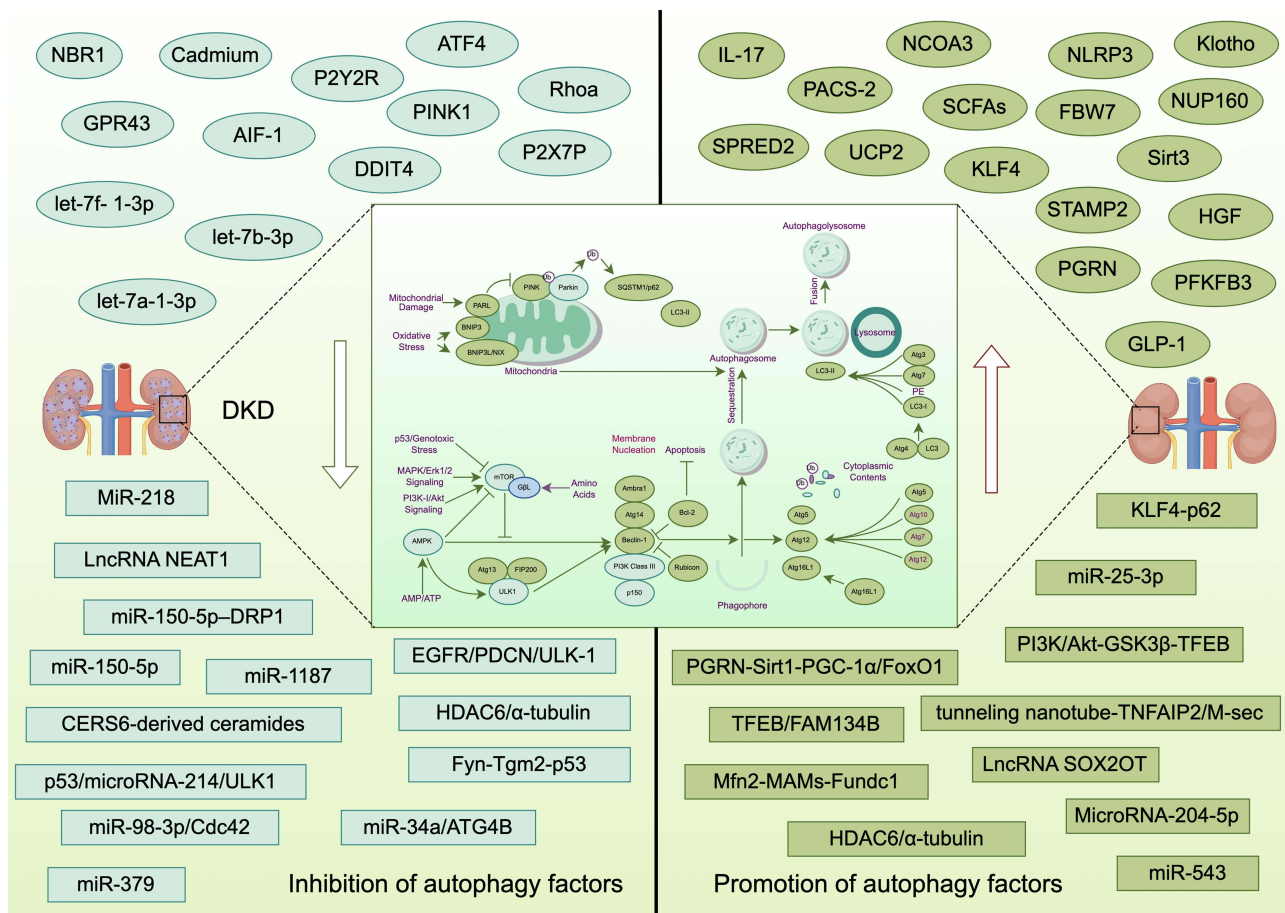 NBR1
Cadmium
ATF4
P2Y2R
Rhoa
GPR43
AIF-1
PINK1
DDIT4
P2X7P
let-7f- 1-3p
let-7b-3p
let-7a-1-3p
IL-17
NCOA3
NLRP3
Klotho
PACS-2
SCFAs
FBW7
NUP160
SPRED2
UCP2
KLF4
Sirt3
STAMP2
HGF
PGRN
PFKFB3
GLP-1
DKD
Mitochondrial
Damage
Oxidative
Stress
PARL
BNIP3
BNIP3L/NIX
PINK
Ub
Parkin
Ub
SQSTM1/p62
LC3-II
Mitochondria
Autophagolysosome
Fusion
Lysosome
Autophagosome
LC3-II
Atg3
Atg7
PE
LC3-I
Atg4
LC3
Sequestration
p53/Genotoxic
Stress
MAPK/Erk1/2
Signaling
PI3K-I/Akt
Signaling
mTOR
GβL
Amino
Acids
Membrane
Nucleation
Apoptosis
Ambra1
Atg14
Bcl-2
Beclin-1
PI3K Class III
Rubicon
p150
AMPK
AMP/ATP
Atg13
FIP200
ULK1
Phagophore
Ub
Ub
Cytoplasmic
Contents
Atg5
Atg12
Atg16L1
Atg5
Atg10
Atg7
Atg12
Atg16L1
MiR-218
LncRNA NEAT1
miR-150-5p–DRP1
miR-150-5p
miR-1187
EGFR/PDCN/ULK-1
CERS6-derived ceramides
HDAC6/α-tubulin
p53/microRNA-214/ULK1
Fyn-Tgm2-p53
miR-98-3p/Cdc42
miR-34a/ATG4B
miR-379
Inhibition of autophagy factors
KLF4-p62
miR-25-3p
PI3K/Akt-GSK3β-TFEB
PGRN-Sirt1-PGC-1α/FoxO1
TFEB/FAM134B
tunneling nanotube-TNFAIP2/M-sec
Mfn2-MAMs-Fundc1
LncRNA SOX2OT
HDAC6/α-tubulin
MicroRNA-204-5p
miR-543
Promotion of autophagy factors